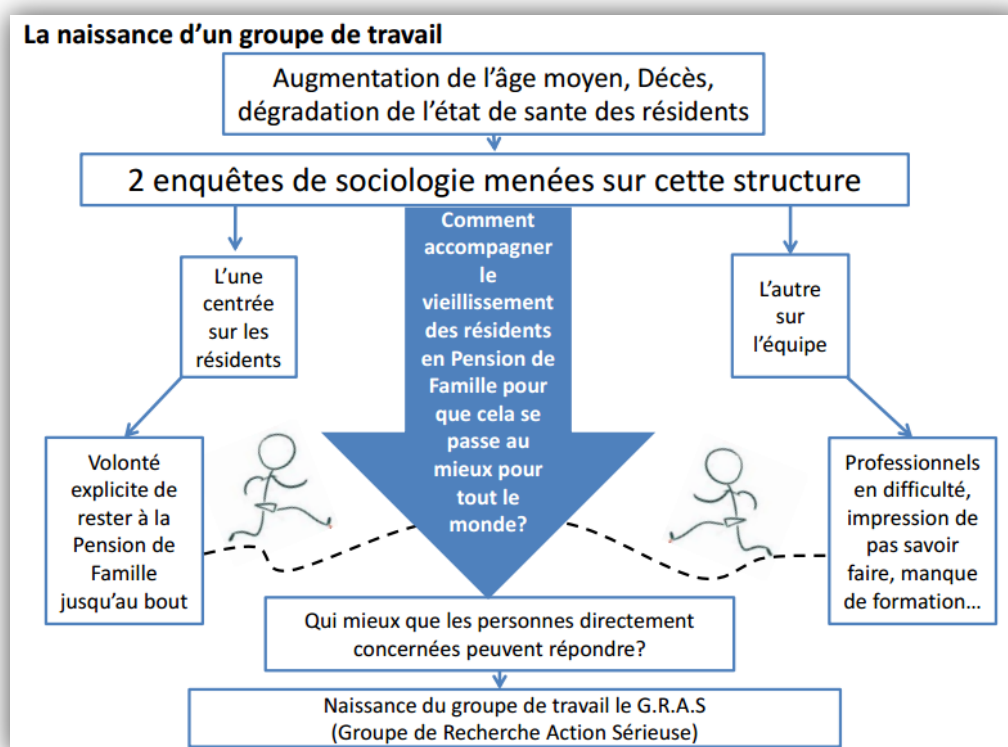 La naissance d'un groupe de travail
Augmentation de l'âge moyen, Décès,
dégradation de l'état de sante des résidents
2 enquêtes de sociologie menées sur cette structure
L'une
centrée
sur les
résidents
Comment
accompagner
le
vieillissement
des résidents
en Pension de
Famille pour
que cela se
passe au
mieux pour
tout le
monde?
L'autre
sur
l'équipe
Volonté
explicite de
rester à la
Pension de
Famille
jusqu'au bout
Professionnels
en difficulté,
impression de
pas savoir
faire, manque
de formation…
Qui mieux que les personnes directement
concernées peuvent répondre?
Naissance du groupe de travail le G.R.A.S
(Groupe de Recherche Action Sérieuse)